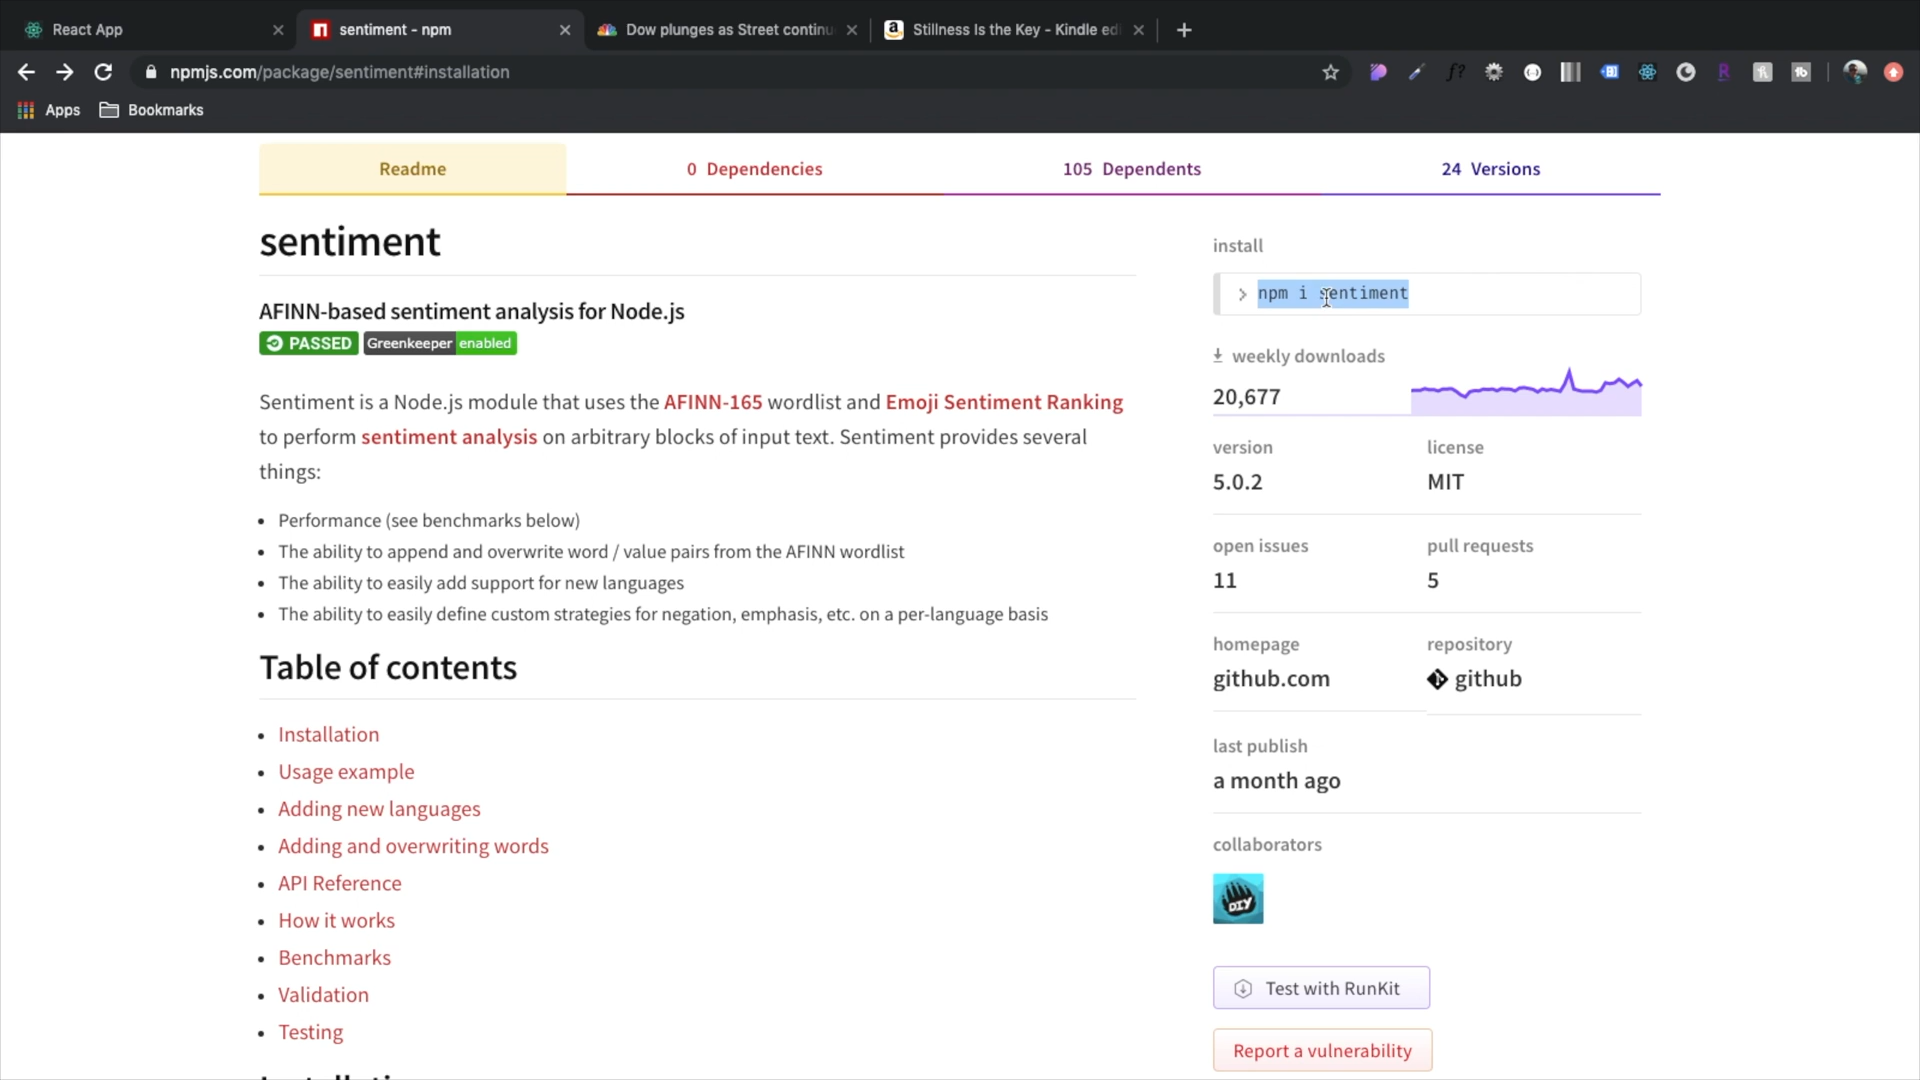 React App
sentiment - npm
Dow plunges as Street continu
Stillness Is the Key - Kindle edi
npmjs.com/package/sentiment#installation
Apps
Bookmarks
Readme
0 Dependencies
105 Dependents
24 Versions
sentiment
AFINN-based sentiment analysis for Node.js
PASSED
Greenkeeper enabled
Sentiment is a Node.js module that uses the AFINN-165 wordlist and Emoji Sentiment Ranking
to perform sentiment analysis on arbitrary blocks of input text. Sentiment provides several
things:
• Performance (see benchmarks below)
• The ability to append and overwrite word / value pairs from the AFINN wordlist
• The ability to easily add support for new languages
• The ability to easily define custom strategies for negation, emphasis, etc. on a per-language basis
Table of contents
• Installation
• Usage example
• Adding new languages
• Adding and overwriting words
• API Reference
• How it works
• Benchmarks
• Validation
• Testing
install
> npm i sentiment
weekly downloads
20,677
version
5.0.2
license
MIT
open issues
11
pull requests
5
homepage
github.com
repository
github
last publish
a month ago
collaborators
DIY
Test with RunKit
Report a vulnerability